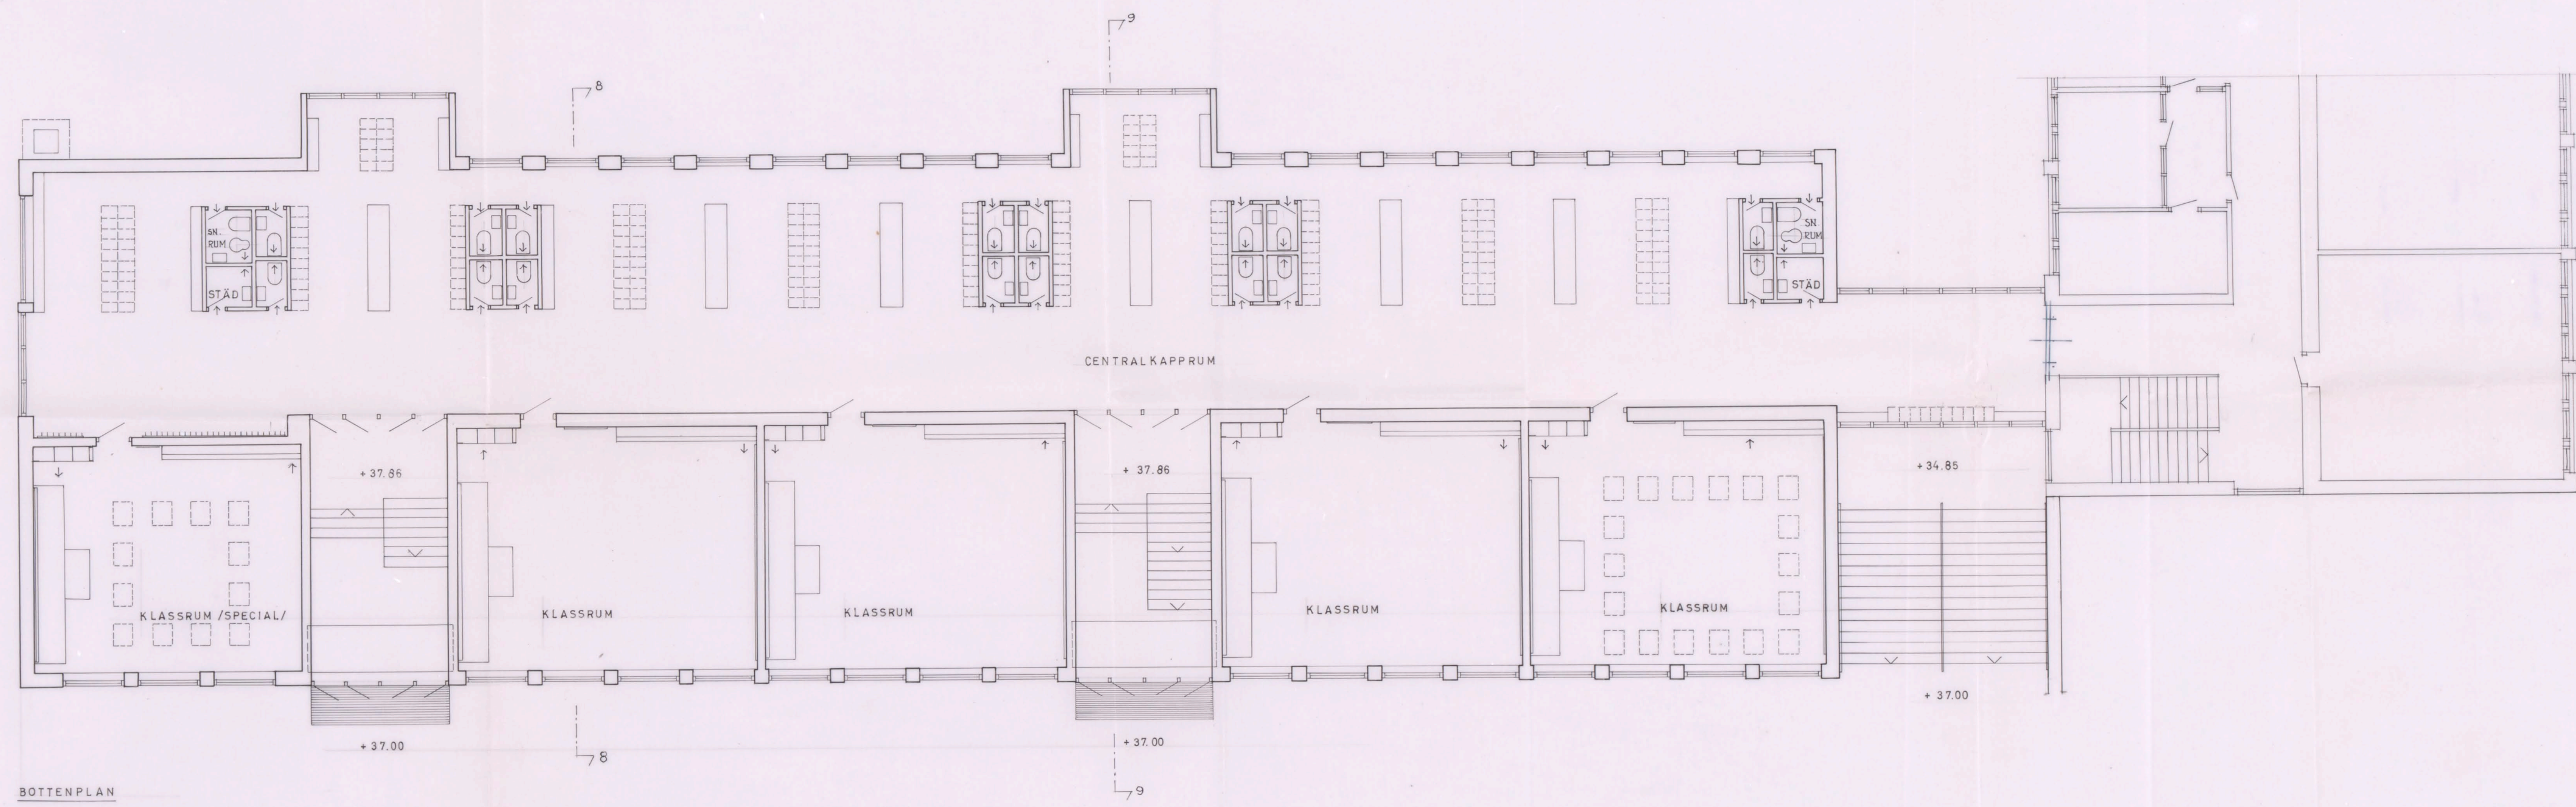 9
8
SN.
RUM
STÄD
SN
RUM
STÄD
CENTRALKAPPRUM
+ 37.86
+ 37.86
+ 34.85
KLASSRUM /SPECIAL/
KLASSRUM
KLASSRUM
KLASSRUM
KLASSRUM
+ 37.00
+ 37.00
+ 37.00
8
9
BOTTENPLAN